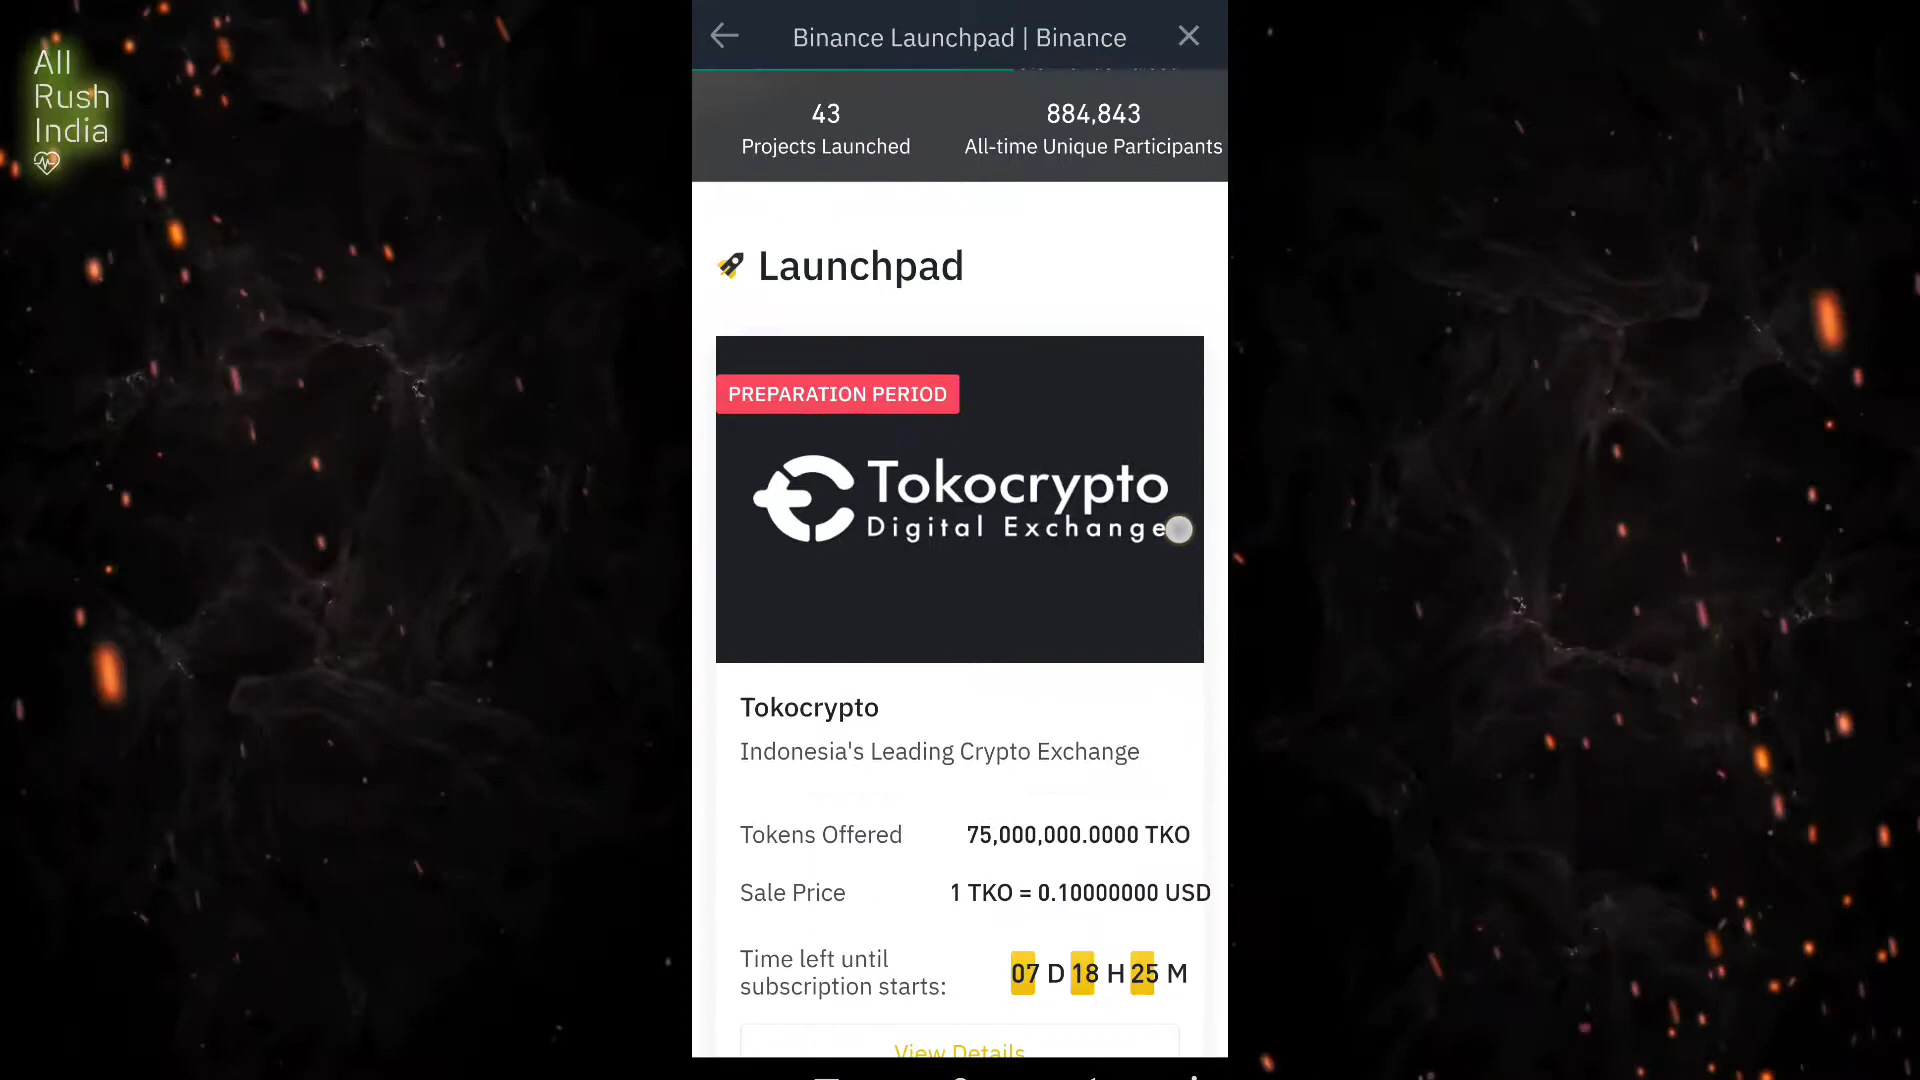 All
Rush
India
Binance Launchpad | Binance
43
884,843
Projects Launched
All-time Unique Participants
Launchpad
PREPARATION PERIOD
Tokocrypto
Digital Exchange
Tokocrypto
Indonesia's Leading Crypto Exchange
Tokens Offered
75,000,000.0000 TKO
Sale Price
1 TKO = 0.10000000 USD
Time left until
subscription starts:
07 D 18 H 25 M
View Details